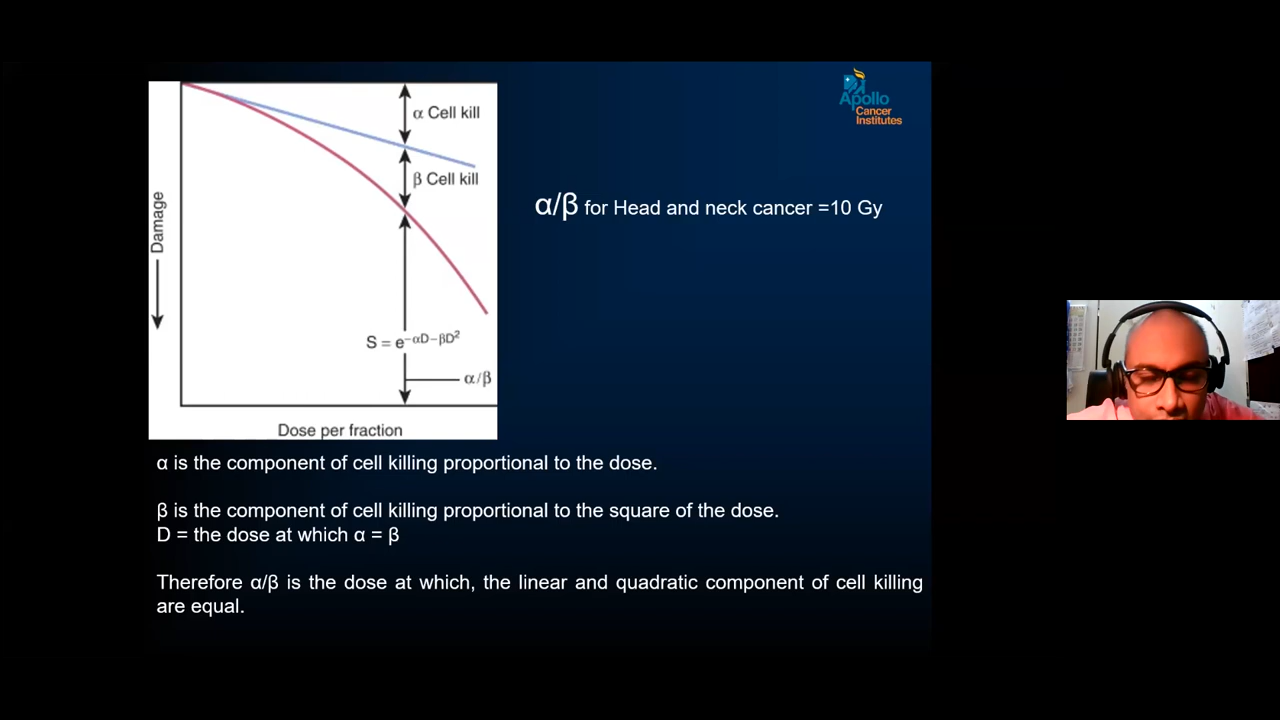 Apollo
Cancer
Institutes
α Cell kill
β Cell kill
Damage
S = e^–αD–βD²
α/β
Dose per fraction
α/β for Head and neck cancer =10 Gy
α is the component of cell killing proportional to the dose.
β is the component of cell killing proportional to the square of the dose.
D = the dose at which α = β
Therefore α/β is the dose at which, the linear and quadratic component of cell killing
are equal.